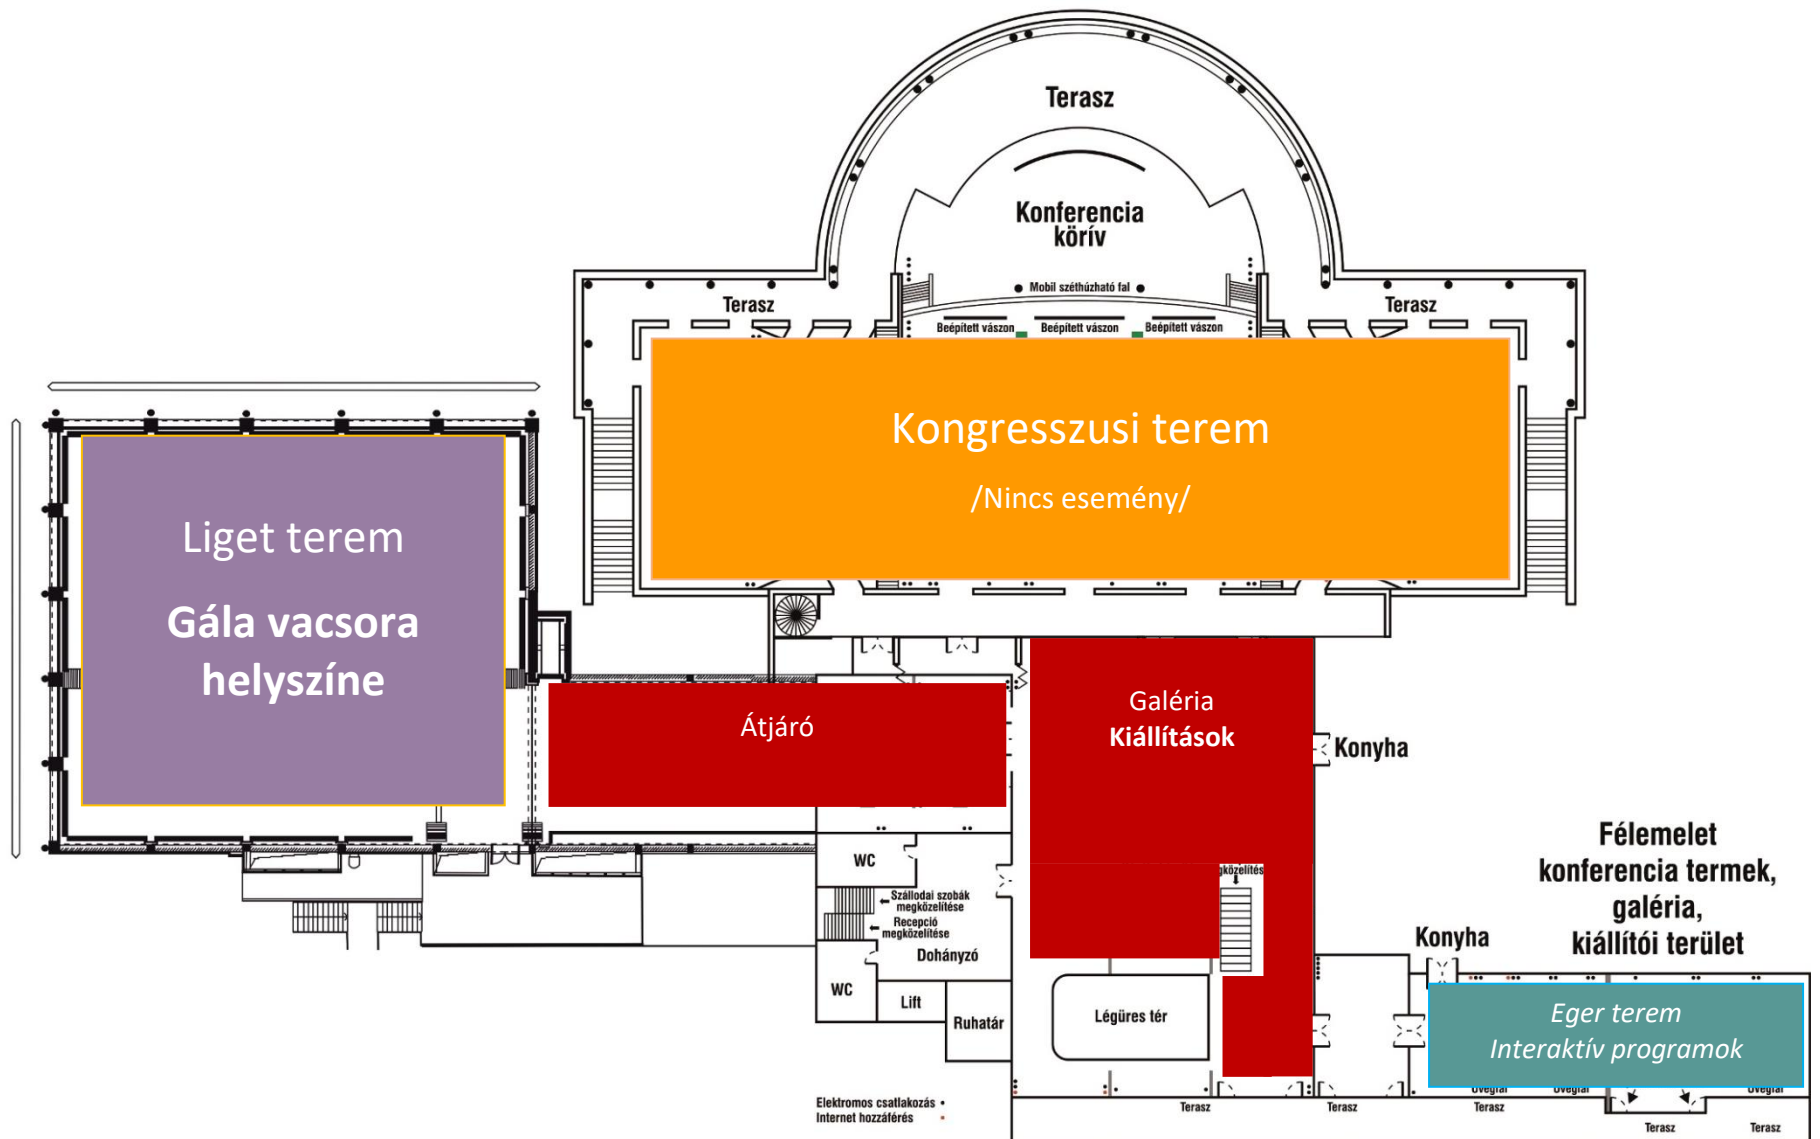 Terasz
Konferencia
körív
Mobil széthúzható fal
Terasz
Terasz
Beépített vászon
Beépített vászon
Beépített vászon
Kongresszusi terem
/Nincs esemény/
Liget terem
Gála vacsora
helyszíne
Átjáró
Galéria
Kiállítások
Konyha
WC
Szállodai szobák
megközelítése
Recepció
megközelítése
Dohányzó
WC
Lift
Ruhatár
Légüres tér
Félemelet
konferencia termek,
galéria,
kiállítói terület
Konyha
Eger terem
Interaktív programok
Elektromos csatlakozás
Internet hozzáférés
Terasz
Terasz
Terasz
Terasz
Terasz